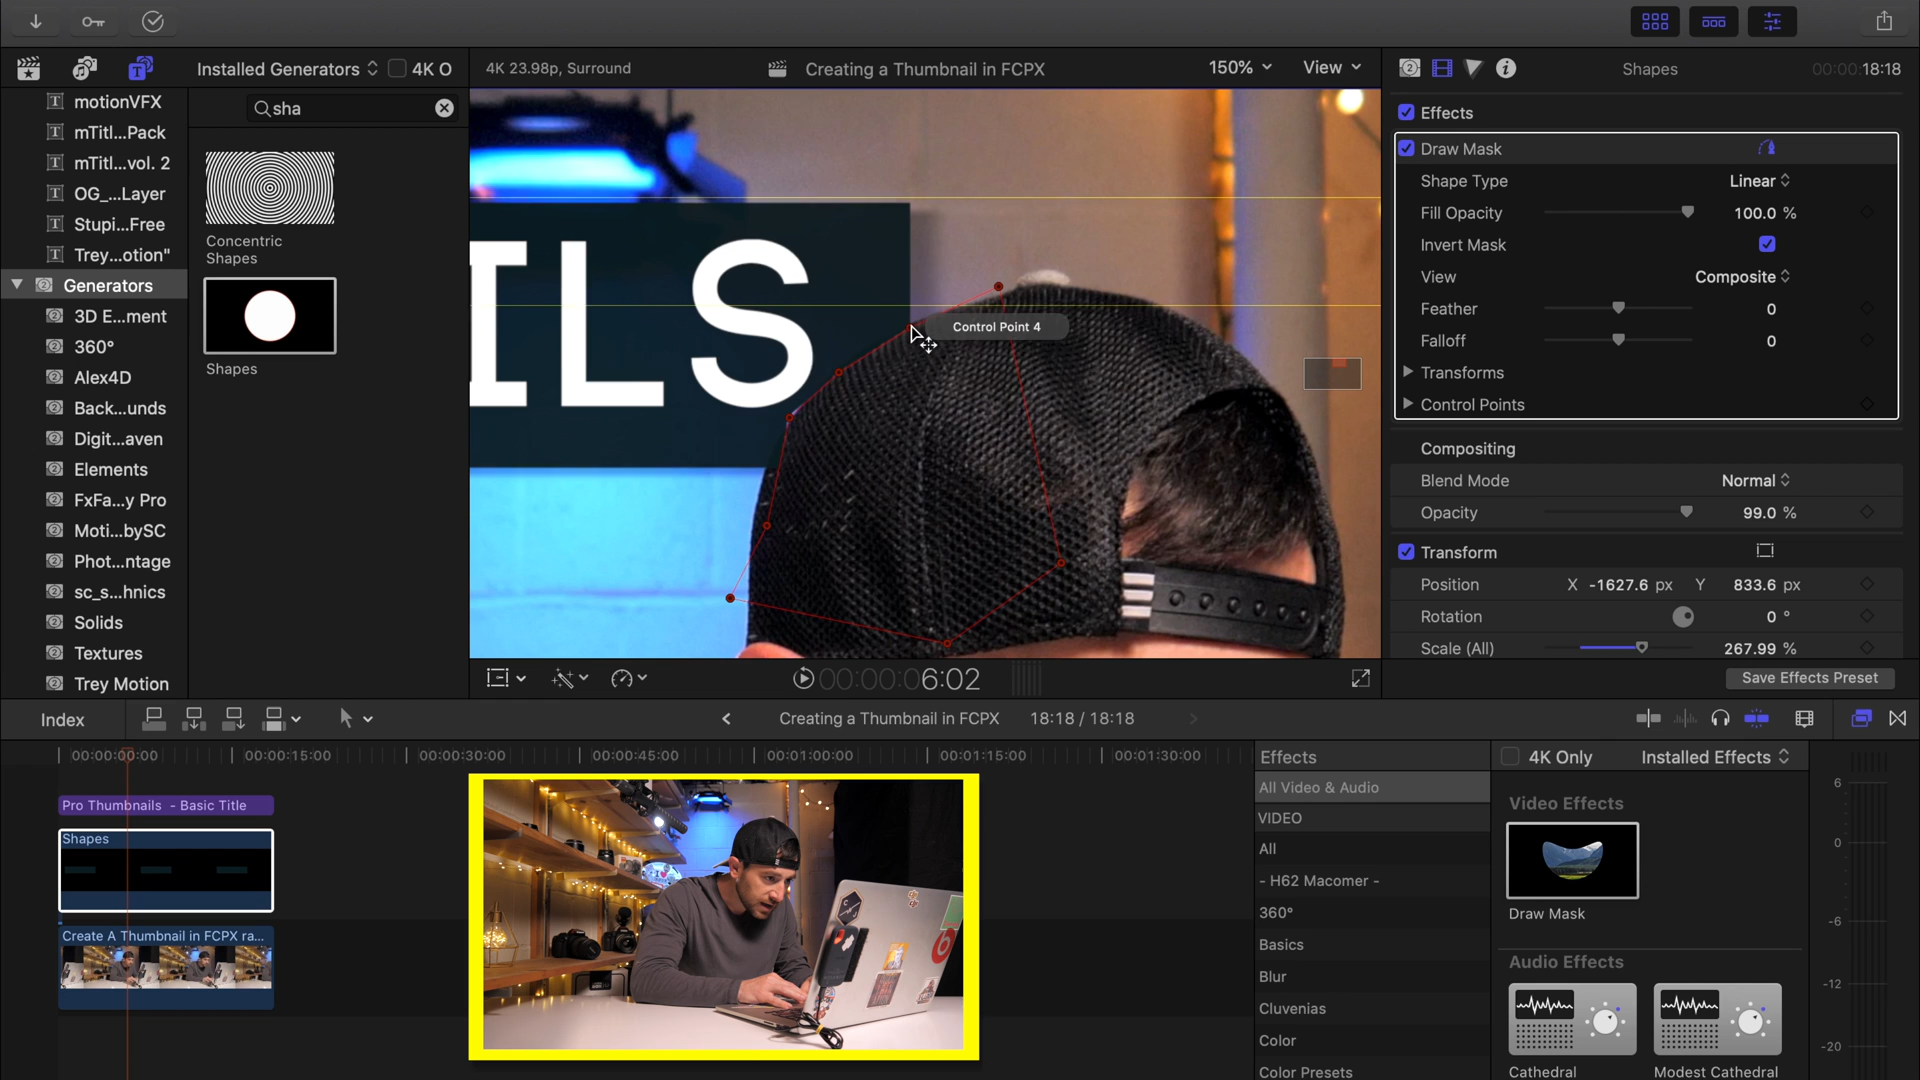 Installed Generators
4K O
4K 23.98p, Surround
Creating a Thumbnail in FCPX
150%
View
Shapes
00:00:18:18
motionVFX
mTitl...Pack
mTitl...vol. 2
OG_...Layer
Stupi...Free
Trey...otion"
Generators
3D E...ment
360°
Alex4D
Back...unds
Digit...aven
Elements
FxFa...y Pro
Moti...bySC
Phot...ntage
sc_s...hnics
Solids
Textures
Trey Motion
sha
Concentric
Shapes
Shapes
ILS
Control Point 4
00:00:06:02
Effects
Draw Mask
Shape Type
Linear
Fill Opacity
100.0 %
Invert Mask
View
Composite
Feather
0
Falloff
0
Transforms
Control Points
Compositing
Blend Mode
Normal
Opacity
99.0 %
Transform
Position
X -1627.6 px Y 833.6 px
Rotation
0 °
Scale (All)
267.99 %
Save Effects Preset
Index
Creating a Thumbnail in FCPX
18:18 / 18:18
00:00:00:00
00:00:15:00
00:00:30:00
00:00:45:00
00:01:00:00
00:01:15:00
00:01:30:00
Pro Thumbnails - Basic Title
Shapes
Create A Thumbnail in FCPX ra...
Effects
4K Only
Installed Effects
All Video & Audio
VIDEO
All
- H62 Macomer -
360°
Basics
Blur
Cluvenias
Color
Color Presets
Video Effects
Draw Mask
Audio Effects
Cathedral
Modest Cathedral
6
0
-6
-12
-20